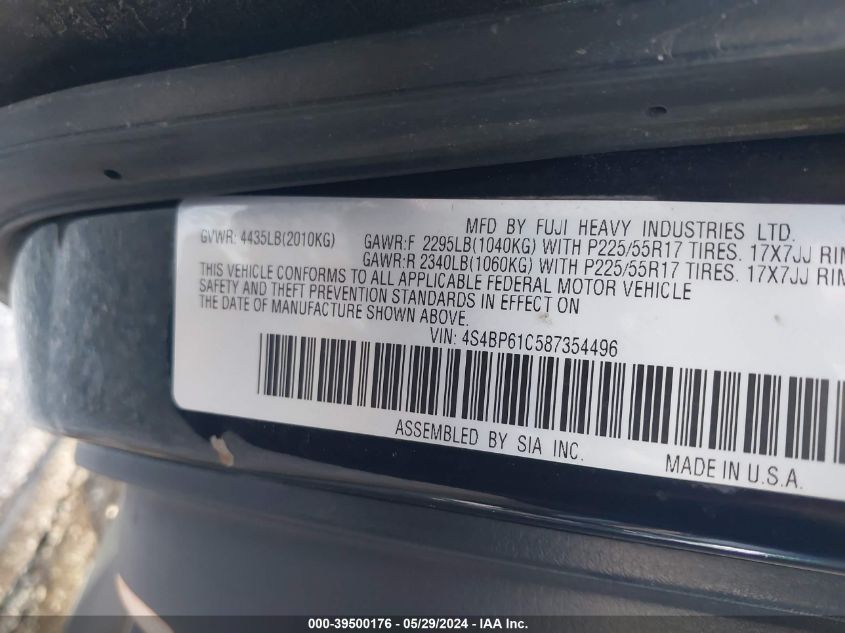 MFD BY FUJI HEAVY INDUSTRIES LTD.
GVWR: 4435LB(2010KG) GAWR:F 2295LB(1040KG) WITH P225/55R17 TIRES. 17X7JJ RIM
GAWR:R 2340LB(1060KG) WITH P225/55R17 TIRES. 17X7JJ RIM
THIS VEHICLE CONFORMS TO ALL APPLICABLE FEDERAL MOTOR VEHICLE
SAFETY AND THEFT PREVENTION STANDARDS IN EFFECT ON
THE DATE OF MANUFACTURE SHOWN ABOVE.
VIN: 4S4BP61C587354496
ASSEMBLED BY SIA INC.
MADE IN U.S.A.
000-39500176 - 05/29/2024 - IAA Inc.